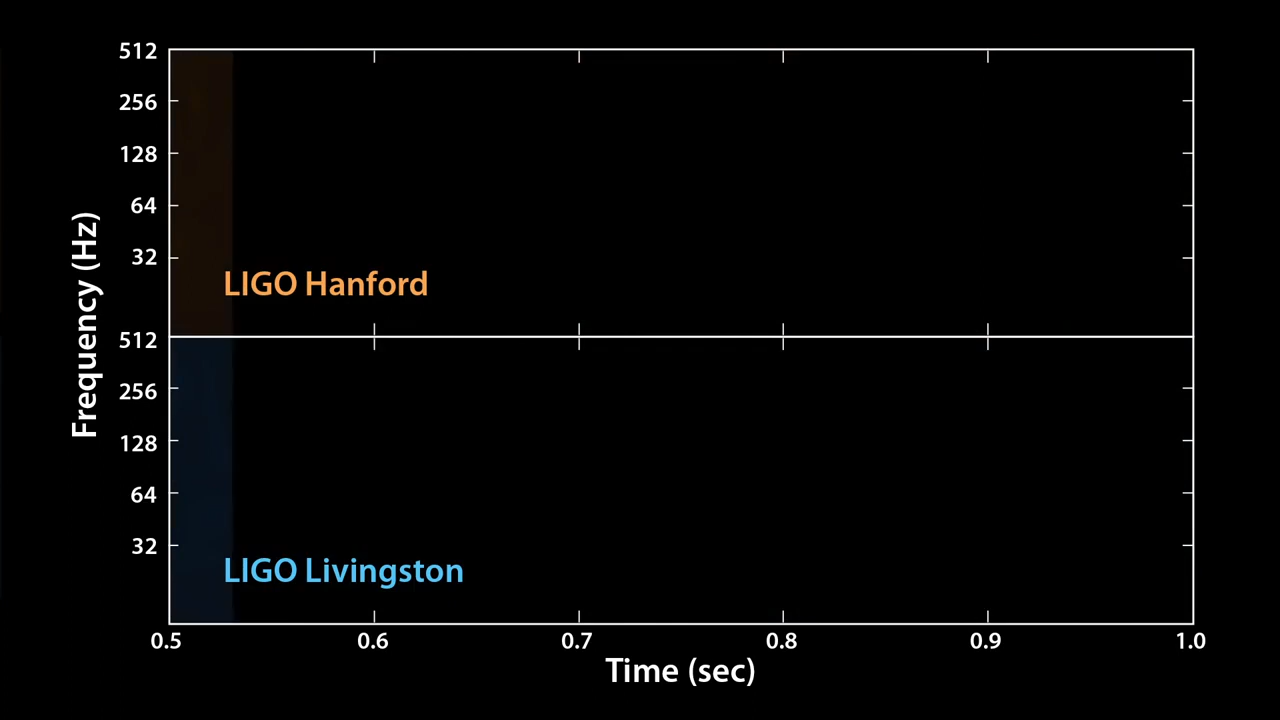 512
256
128
64
32
LIGO Hanford
Frequency (Hz)
512
256
128
64
32
LIGO Livingston
0.5 0.6 0.7 0.8 0.9 1.0
Time (sec)